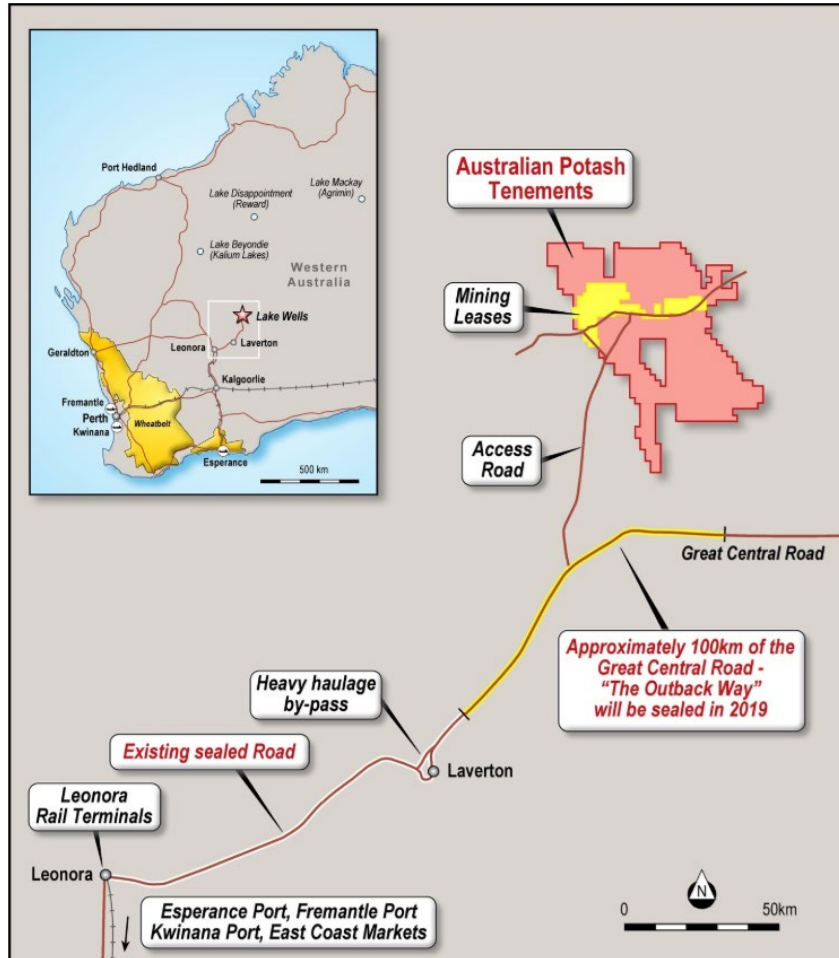 Port Hedland
Lake Disappointment
(Reward)
Lake Mackay
(Agrimin)
Lake Beyondie
(Kalium Lakes)
Western
Australia
Lake Wells
Leonora
Laverton
Geraldton
Kalgoorlie
Fremantle
Perth
Kwinana
Wheatbelt
Esperance
500 km
Australian Potash
Tenements
Mining
Leases
Access
Road
Great Central Road
Approximately 100km of the
Great Central Road -
“The Outback Way”
will be sealed in 2019
Heavy haulage
by-pass
Existing sealed Road
Laverton
Leonora
Rail Terminals
Leonora
Esperance Port, Fremantle Port
Kwinana Port, East Coast Markets
N
0
50km